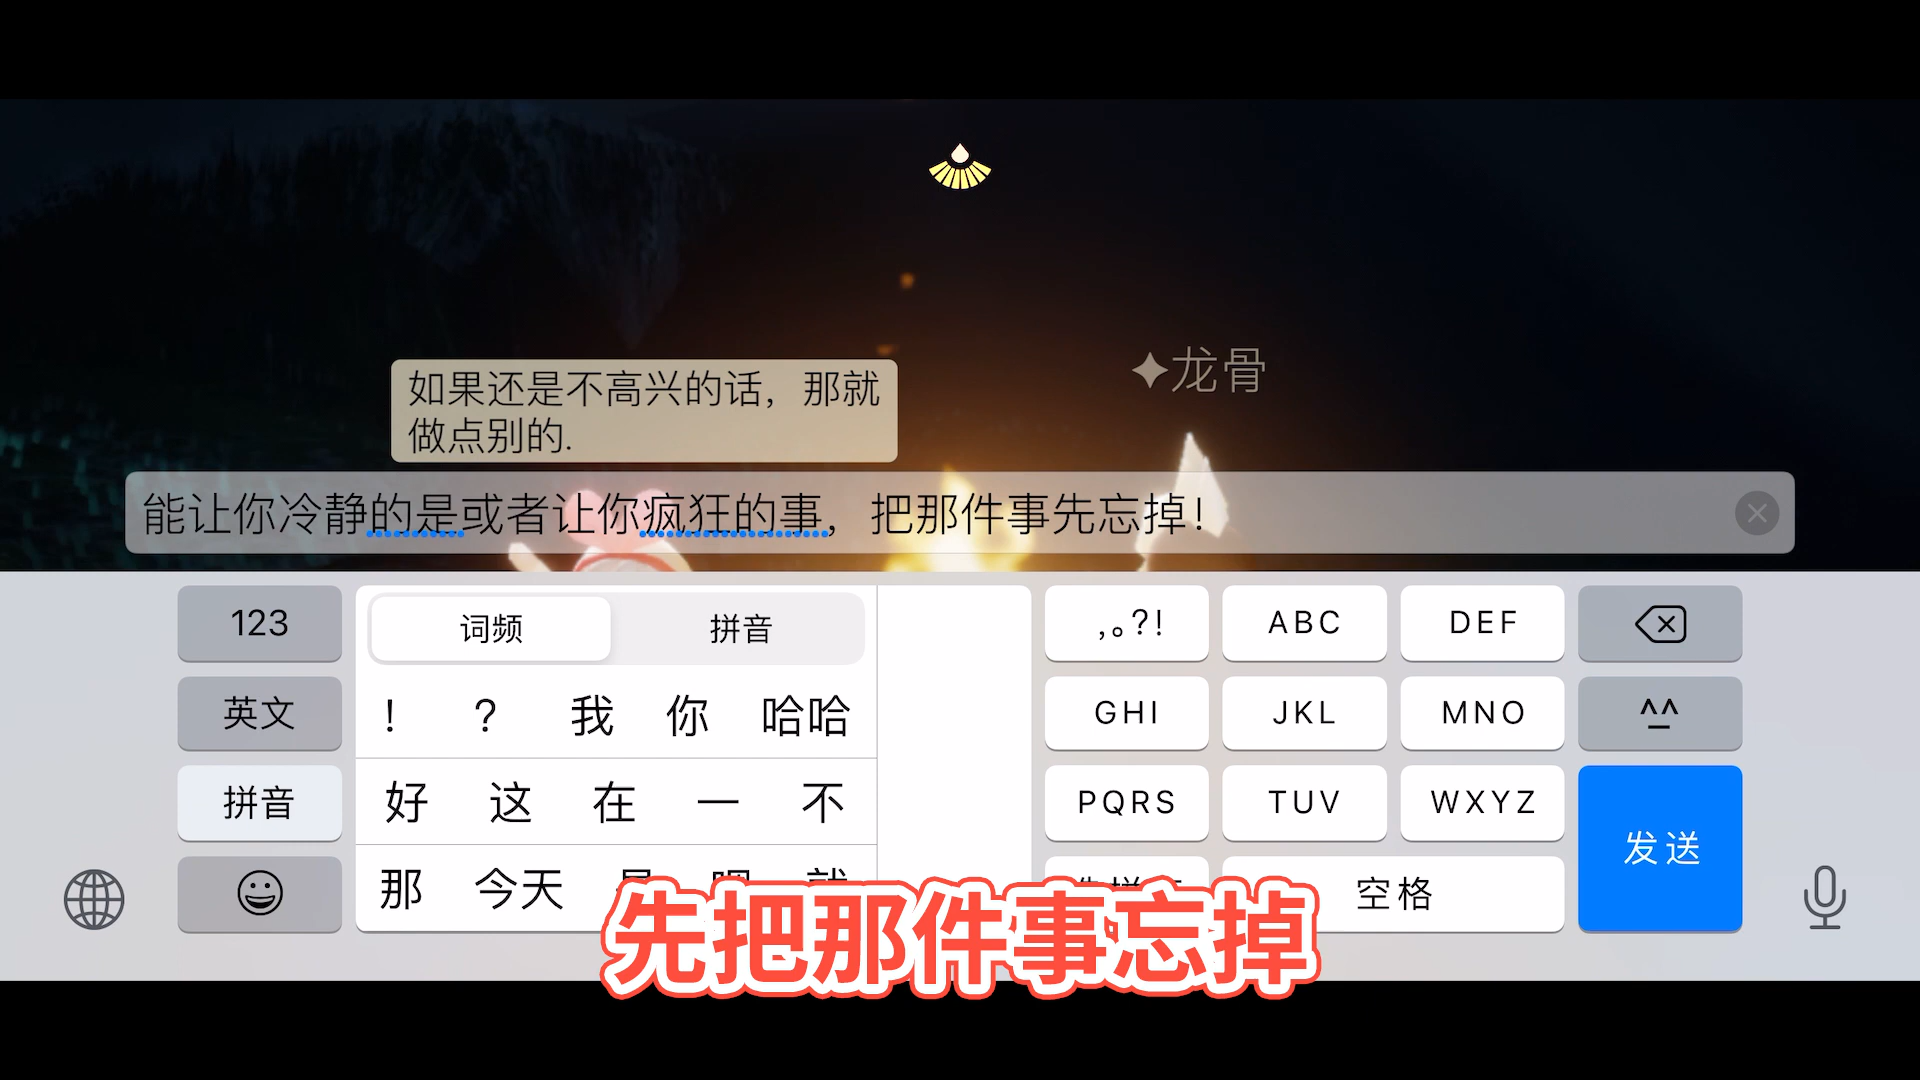 ✦龙骨
如果还是不高兴的话，那就
做点别的.
能让你冷静的是或者让你疯狂的事，把那件事先忘掉！
123
词频 拼音
,。?!
ABC
DEF
英文
！ ？ 我 你 哈哈
GHI
JKL
MNO
^^
拼音
好 这 在 一 不
PQRS
TUV
WXYZ
发送
那 今天
空格
先把那件事忘掉